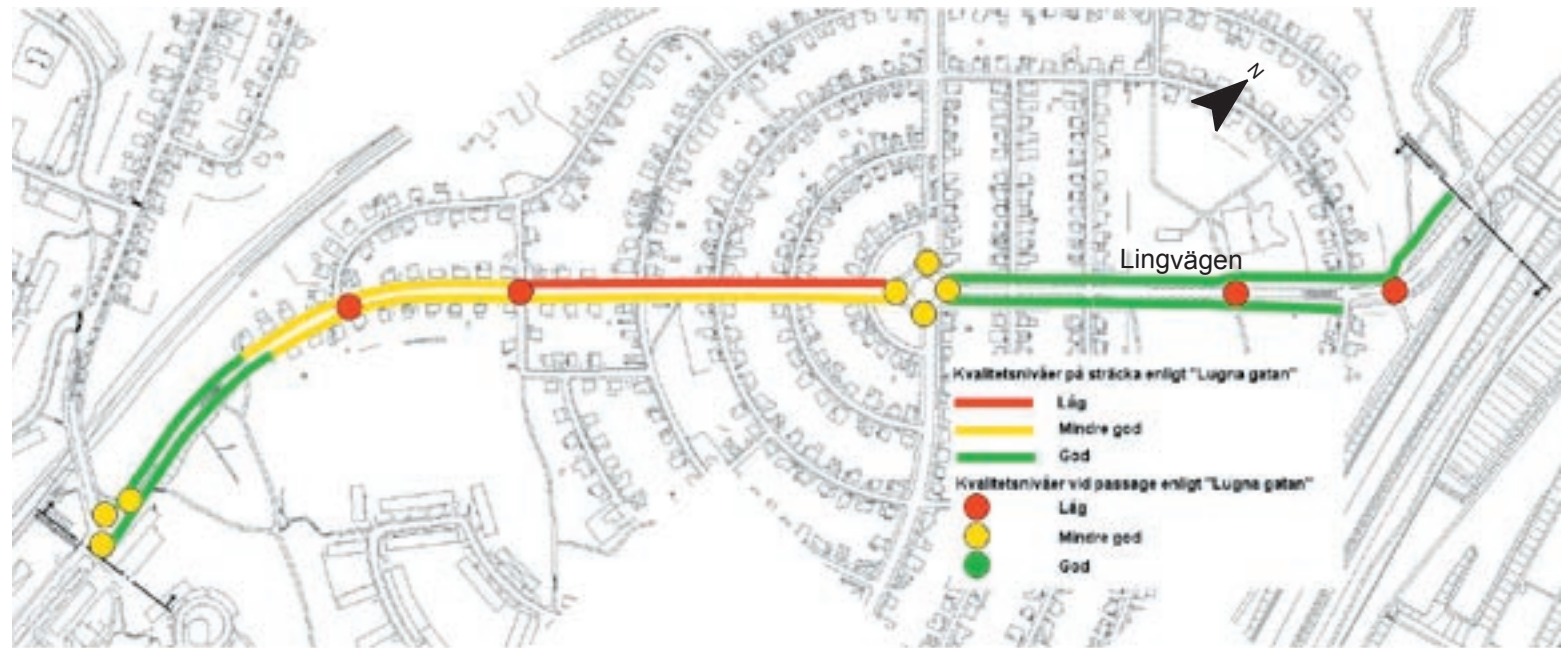 N
Lingvägen
Kvalitetsnivåer på sträcka enligt "Lugna gatan"
Låg
Mindre god
God
Kvalitetsnivåer vid passage enligt "Lugna gatan"
Låg
Mindre god
God